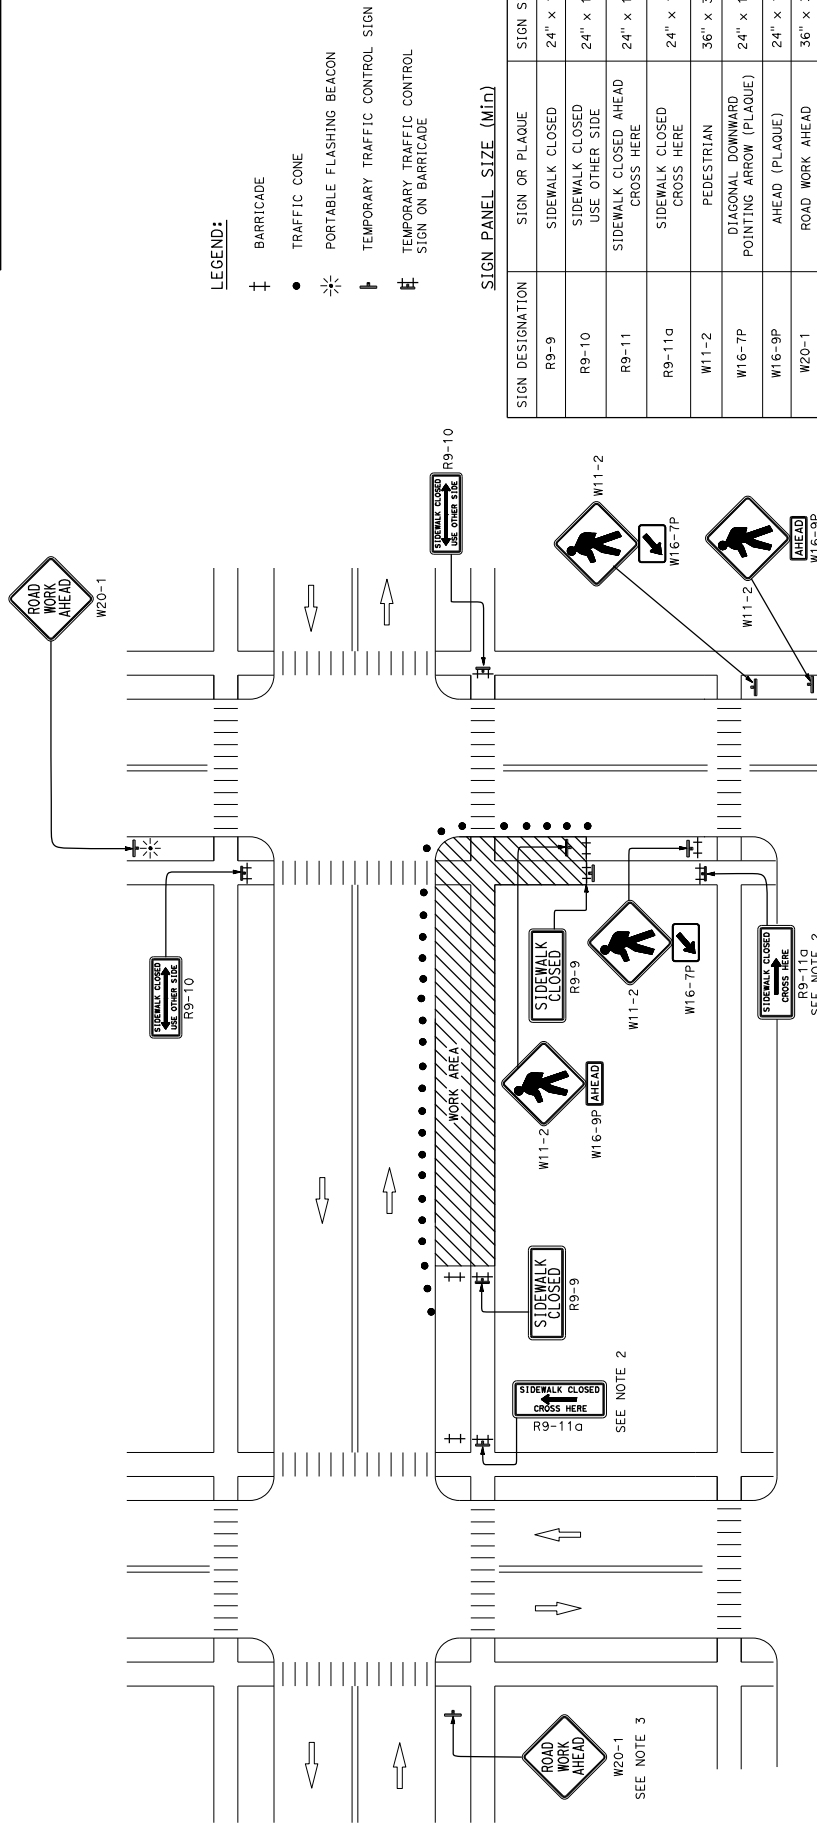 LEGEND:
BARRICADE
TRAFFIC CONE
PORTABLE FLASHING BEACON
TEMPORARY TRAFFIC CONTROL SIGN
TEMPORARY TRAFFIC CONTROL
SIGN ON BARRICADE
SIGN PANEL SIZE (Min)
SIGN DESIGNATION SIGN OR PLAQUE SIGN
R9-9 SIDEWALK CLOSED 24" x
R9-10 SIDEWALK CLOSED
USE OTHER SIDE 24" x
R9-11 SIDEWALK CLOSED AHEAD
CROSS HERE 24" x
R9-11a SIDEWALK CLOSED
CROSS HERE 24" x
W11-2 PEDESTRIAN 36" x
W16-7P DIAGONAL DOWNWARD
POINTING ARROW (PLAQUE) 24" x
W16-9P AHEAD (PLAQUE) 24" x
W20-1 ROAD WORK AHEAD 36" x
ROAD
WORK
AHEAD
W20-1
SIDEWALK CLOSED
USE OTHER SIDE
R9-10
SIDEWALK CLOSED
USE OTHER SIDE
R9-10
W11-2
W16-7P
W11-2
AHEAD
W16-9P
WORK AREA
SIDEWALK
CLOSED
R9-9
W11-2
W16-7P
SIDEWALK CLOSED
CROSS HERE
R9-11a
SEE NOTE 2
W11-2
AHEAD
W16-9P
SIDEWALK
CLOSED
R9-9
SIDEWALK CLOSED
CROSS HERE
R9-11a
SEE NOTE 2
ROAD
WORK
AHEAD
W20-1
SEE NOTE 3